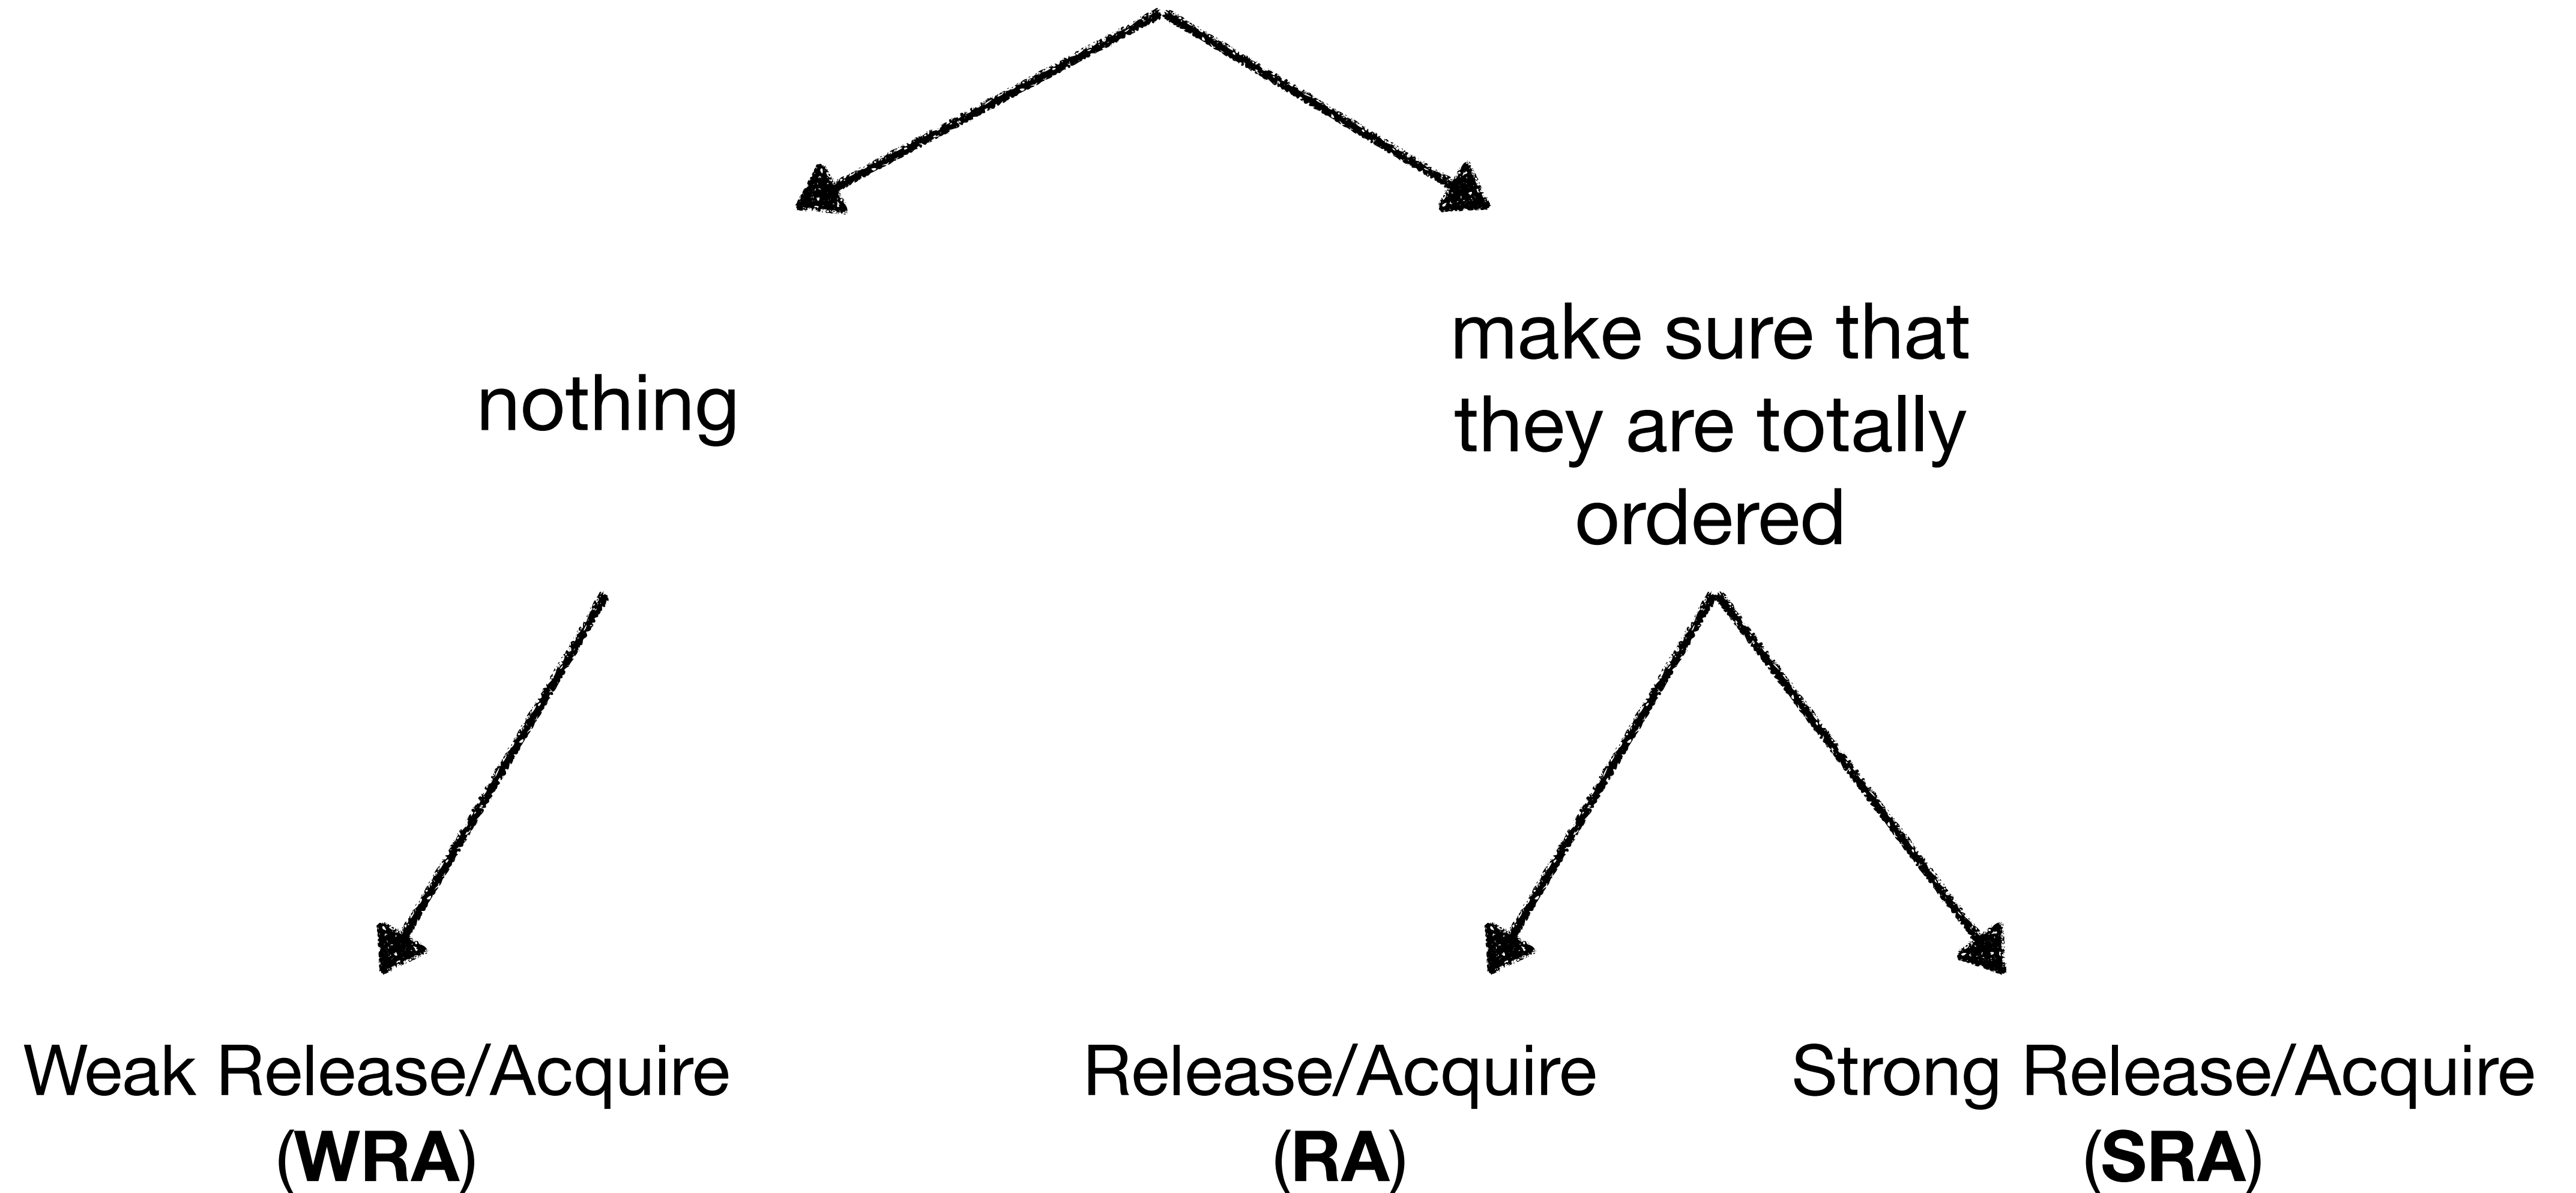 nothing
make sure that
they are totally
ordered
Weak Release/Acquire
(WRA)
Release/Acquire
(RA)
Strong Release/Acquire
(SRA)